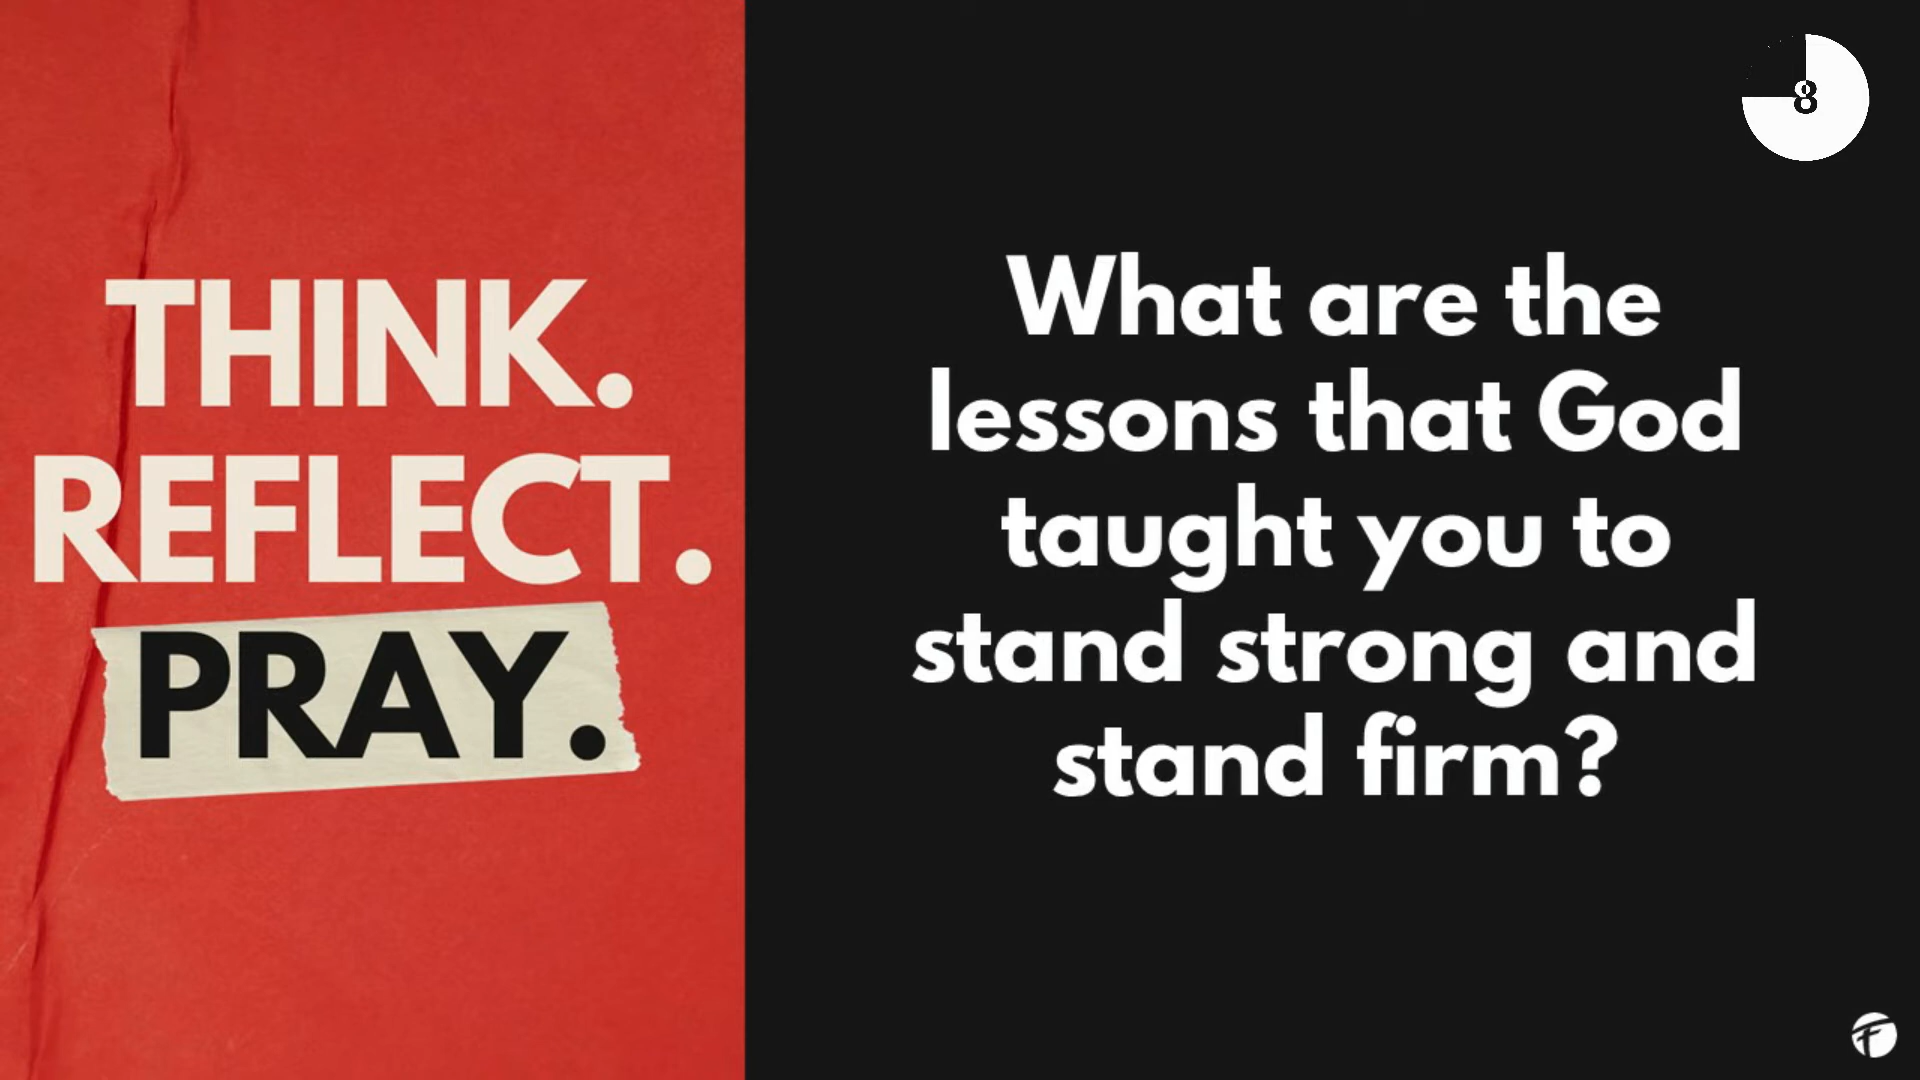 THINK.
REFLECT.
PRAY.
What are the
lessons that God
taught you to
stand strong and
stand firm?
8